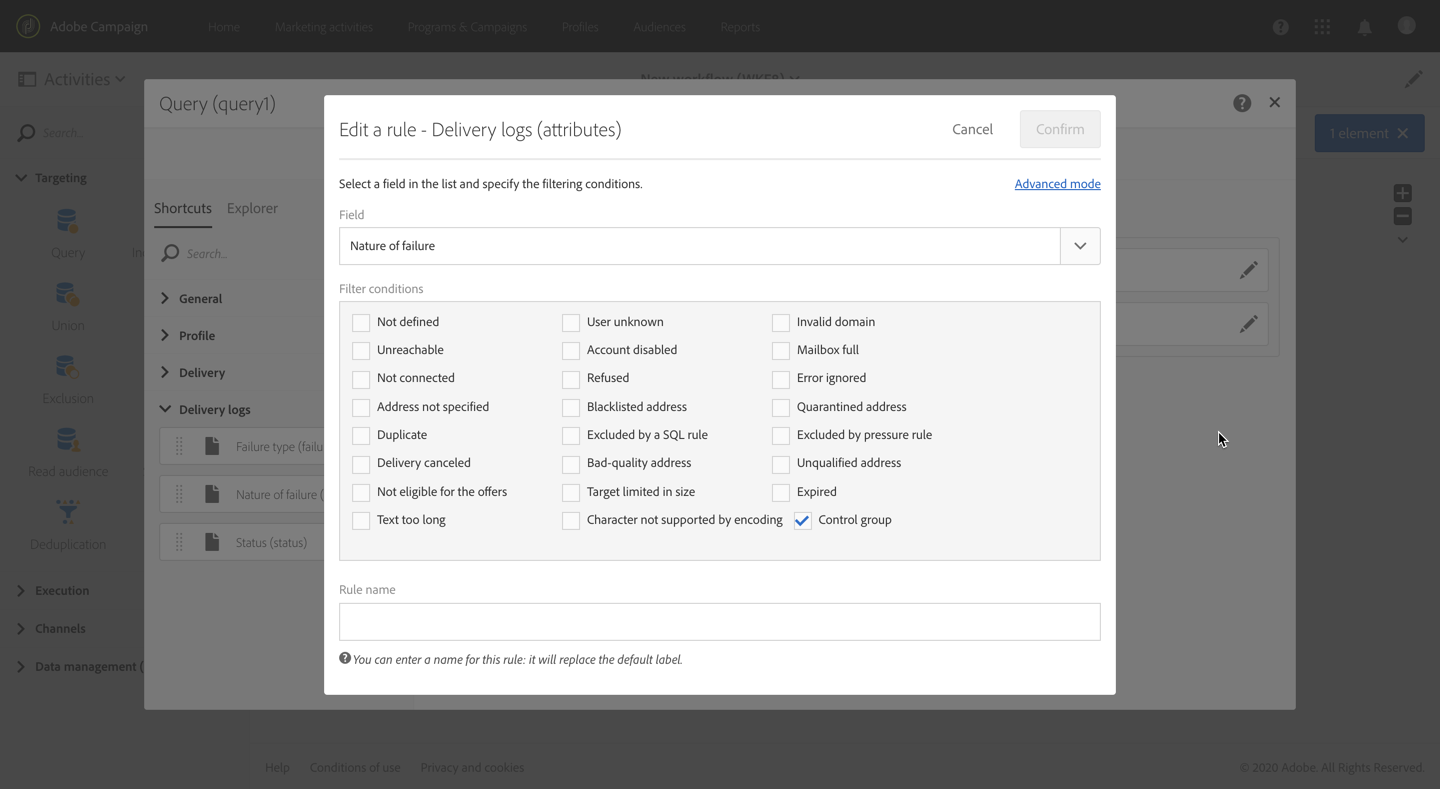 Adobe Campaign
Home
Marketing activities
Programs & Campaigns
Profiles
Audiences
Reports
Activities
New workflow (WKF8)
Search...
1 element
Targeting
Query
Union
Exclusion
Read audience
Deduplication
Execution
Channels
Data management (
Query (query1)
Shortcuts
Explorer
Search...
General
Profile
Delivery
Delivery logs
Failure type (failu
Nature of failure (
Status (status)
Edit a rule - Delivery logs (attributes)
Cancel
Confirm
Select a field in the list and specify the filtering conditions.
Advanced mode
Field
Nature of failure
Filter conditions
Not defined
User unknown
Invalid domain
Unreachable
Account disabled
Mailbox full
Not connected
Refused
Error ignored
Address not specified
Blacklisted address
Quarantined address
Duplicate
Excluded by a SQL rule
Excluded by pressure rule
Delivery canceled
Bad-quality address
Unqualified address
Not eligible for the offers
Target limited in size
Expired
Text too long
Character not supported by encoding
Control group
Rule name
You can enter a name for this rule: it will replace the default label.
Help
Conditions of use
Privacy and cookies
© 2020 Adobe. All Rights Reserved.